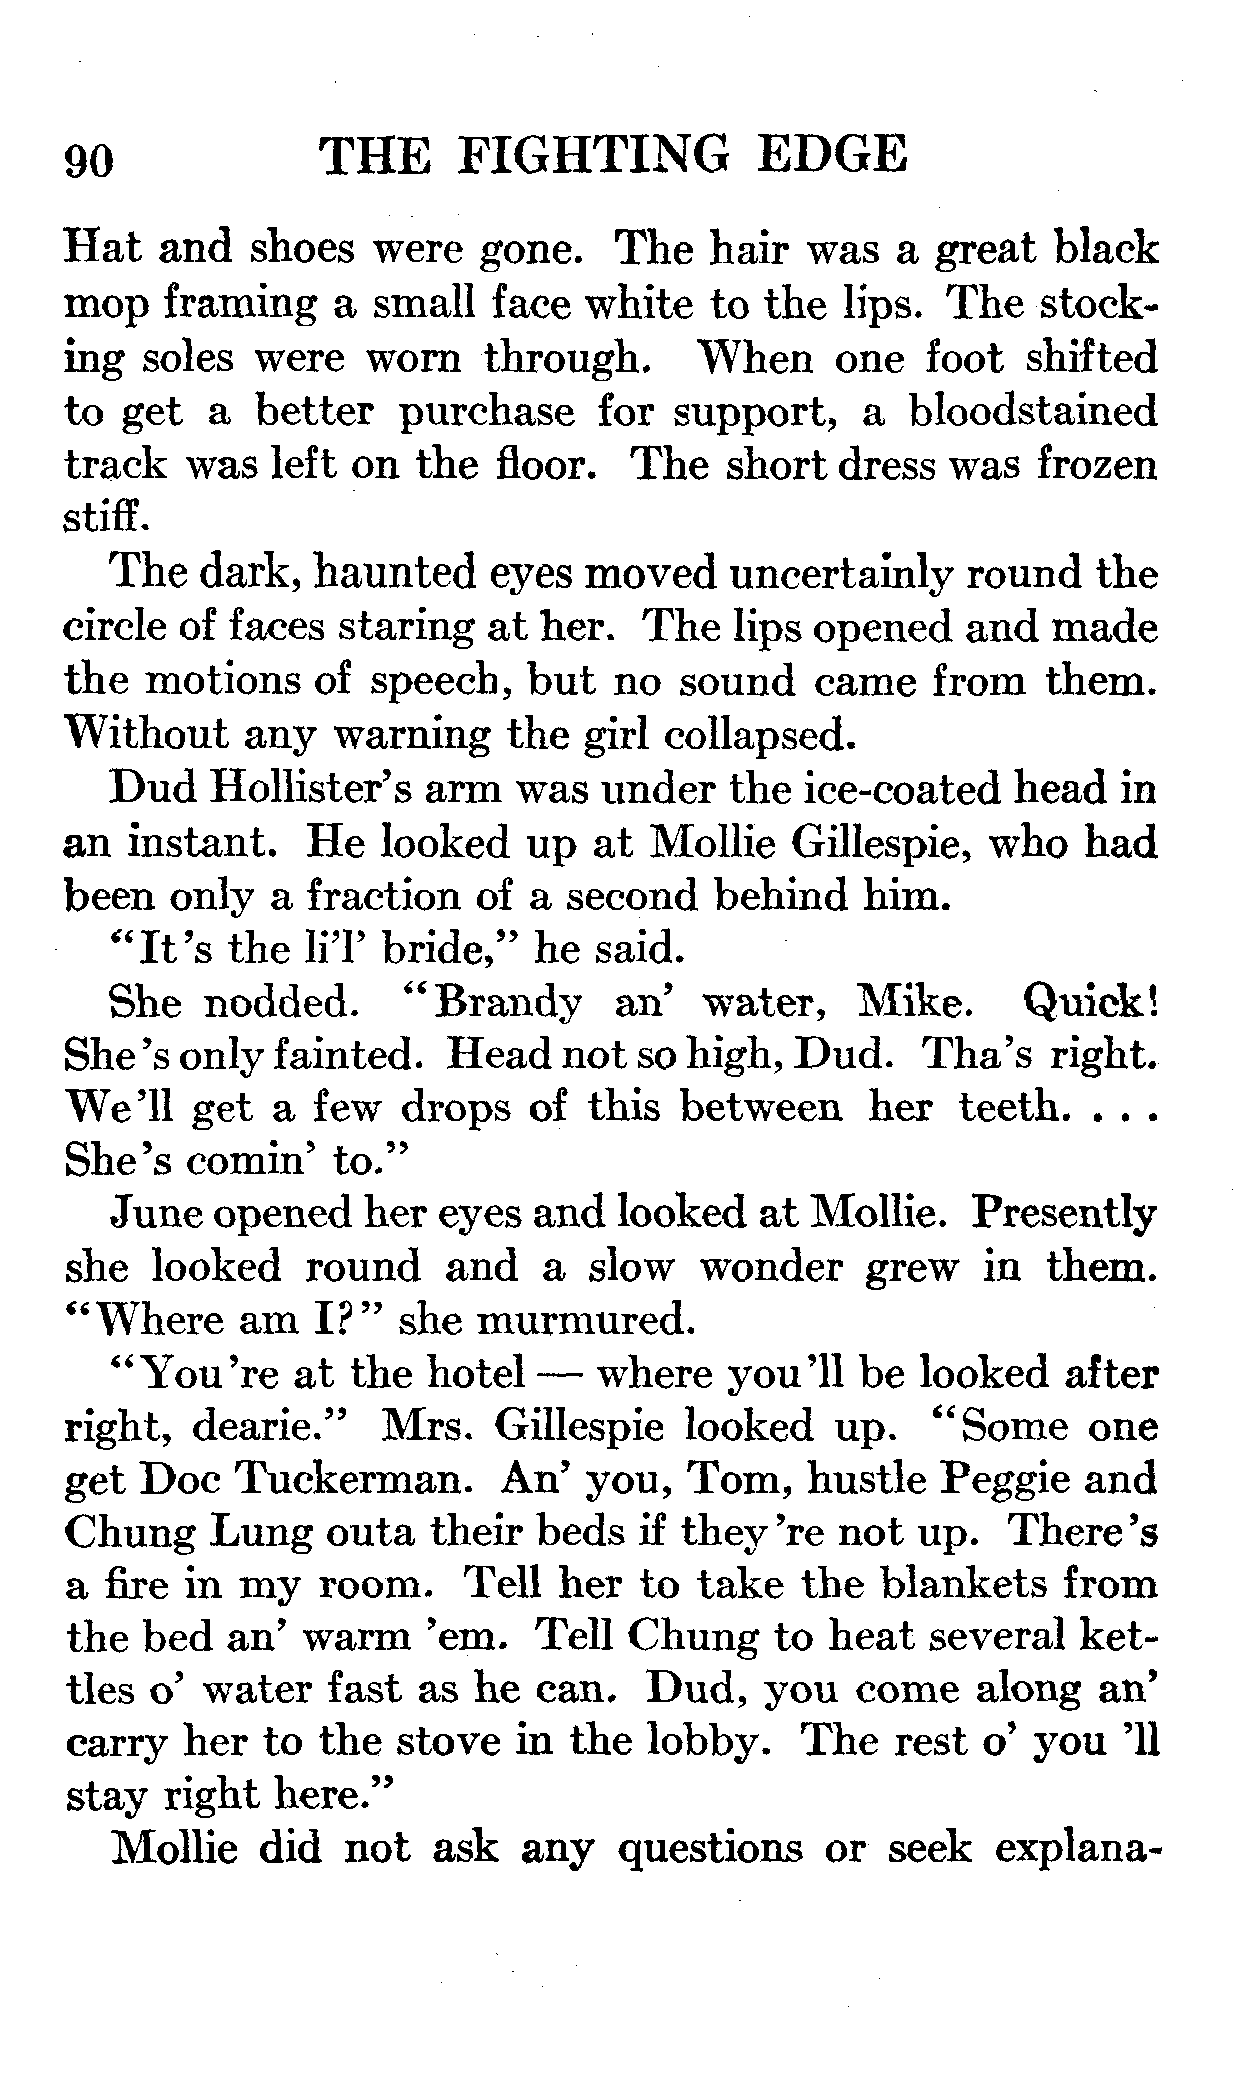 90 THE FIGHTING EDGE
Hat and shoes were gone. The hair was a great black
mop framing a small face white to the lips. The stock-
ing soles were worn through. When one foot shifted
to get a better purchase for support, a bloodstained
track was left on the floor. The short dress was frozen
stiff.
The dark, haunted eyes moved uncertainly round the
circle of faces staring at her. The lips opened and made
the motions of speech, but no sound came from them.
Without any warning the girl collapsed.
Dud Hollister's arm was under the ice-coated head in
an instant. He looked up at Mollie Gillespie, who had
been only a fraction of a second behind him.
“It's the li'l' bride,” he said.
She nodded. “Brandy an' water, Mike. Quick!
She's only fainted. Head not so high, Dud. Tha's right.
We'll get a few drops of this between her teeth. . . .
She's comin' to.”
June opened her eyes and looked at Mollie. Presently
she looked round and a slow wonder grew in them.
“Where am I?” she murmured.
“You're at the hotel — where you'll be looked after
right, dearie.” Mrs. Gillespie looked up. “Some one
get Doc Tuckerman. An' you, Tom, hustle Peggie and
Chung Lung outa their beds if they're not up. There's
a fire in my room. Tell her to take the blankets from
the bed an' warm 'em. Tell Chung to heat several ket-
tles o' water fast as he can. Dud, you come along an'
carry her to the stove in the lobby. The rest o' you 'll
stay right here.”
Mollie did not ask any questions or seek explana-